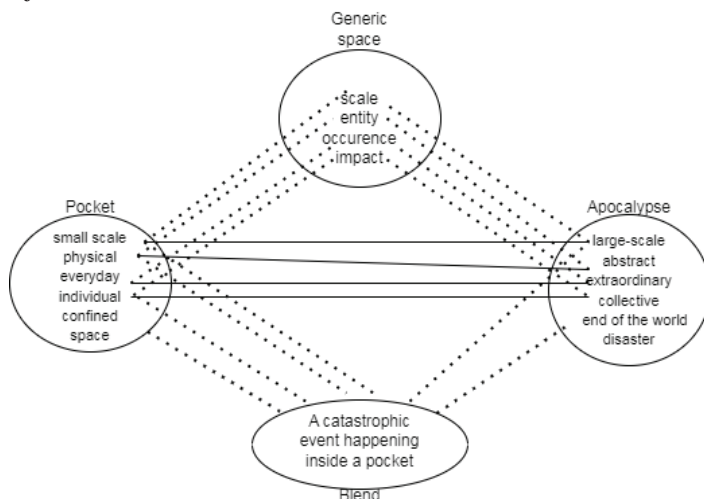 Generic
space
scale
entity
occurence
impact
Pocket
small scale
physical
everyday
individual
confined
space
Apocalypse
large-scale
abstract
extraordinary
collective
end of the world
disaster
A catastrophic
event happening
inside a pocket
Blend